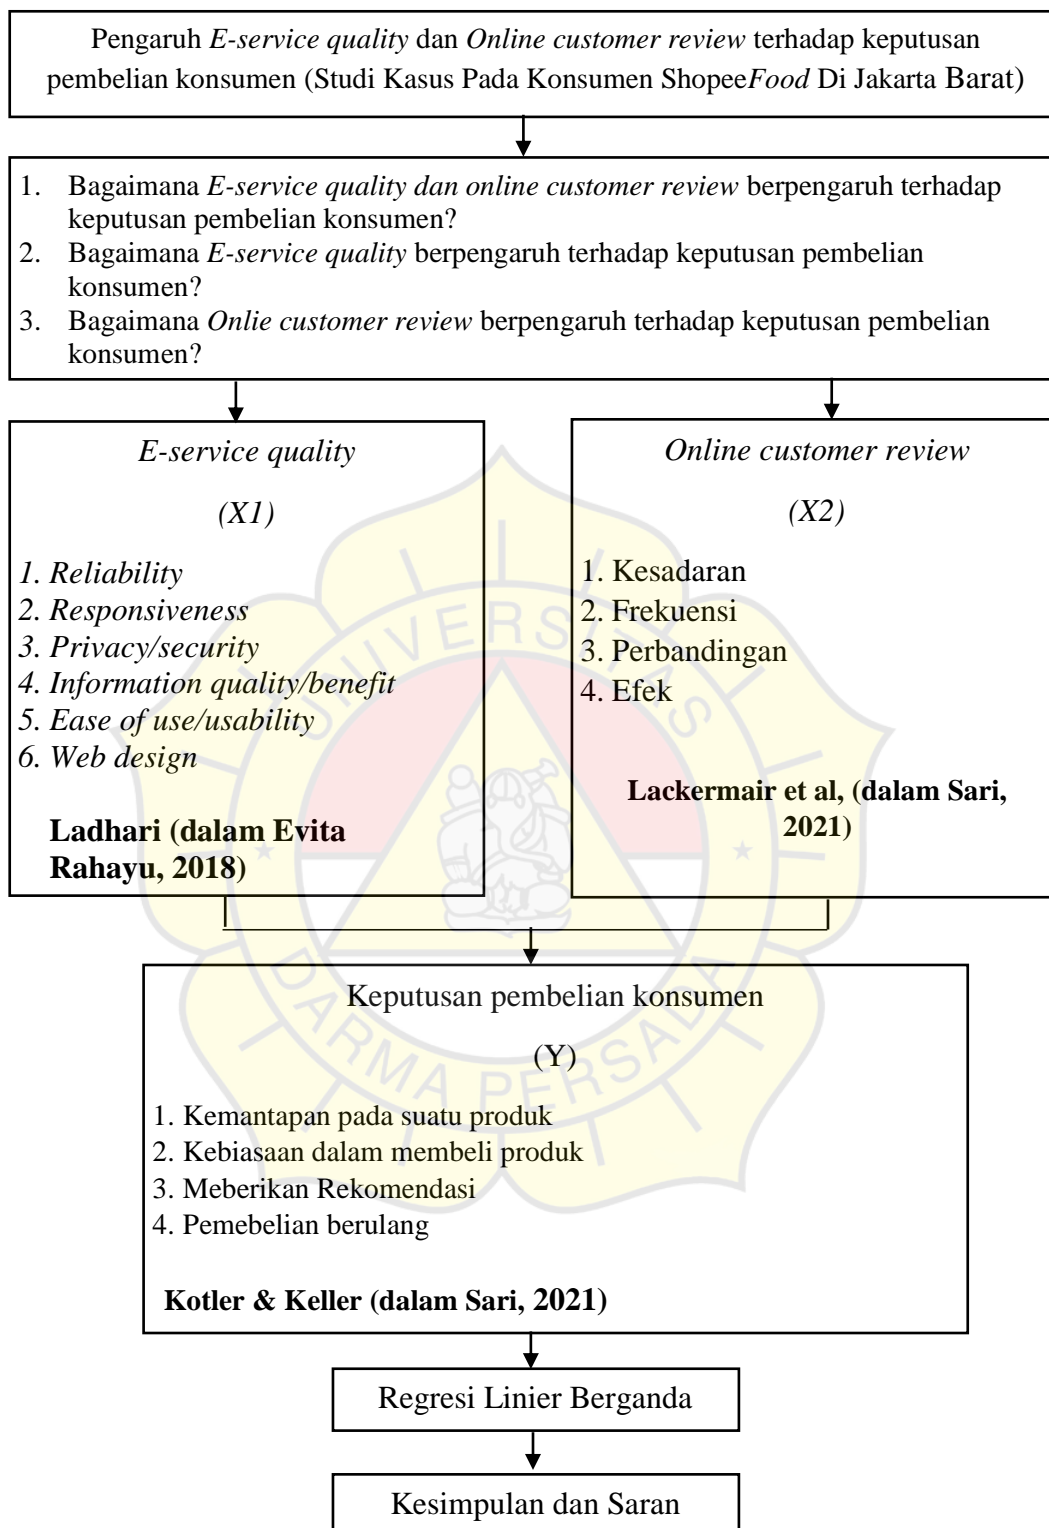 Pengaruh E-service quality dan Online customer review terhadap keputusan
pembelian konsumen (Studi Kasus Pada Konsumen ShopeeFood Di Jakarta Barat)
1. Bagaimana E-service quality dan online customer review berpengaruh terhadap
keputusan pembelian konsumen?
2. Bagaimana E-service quality berpengaruh terhadap keputusan pembelian
konsumen?
3. Bagaimana Onlie customer review berpengaruh terhadap keputusan pembelian
konsumen?
E-service quality
(X1)
1. Reliability
2. Responsiveness
3. Privacy/security
4. Information quality/benefit
5. Ease of use/usability
6. Web design
Ladhari (dalam Evita
Rahayu, 2018)
Online customer review
(X2)
1. Kesadaran
2. Frekuensi
3. Perbandingan
4. Efek
Lackermair et al, (dalam Sari,
2021)
UNIVERSITAS
DARMA PERSADA
Keputusan pembelian konsumen
(Y)
1. Kemantapan pada suatu produk
2. Kebiasaan dalam membeli produk
3. Meberikan Rekomendasi
4. Pemebelian berulang
Kotler & Keller (dalam Sari, 2021)
Regresi Linier Berganda
Kesimpulan dan Saran